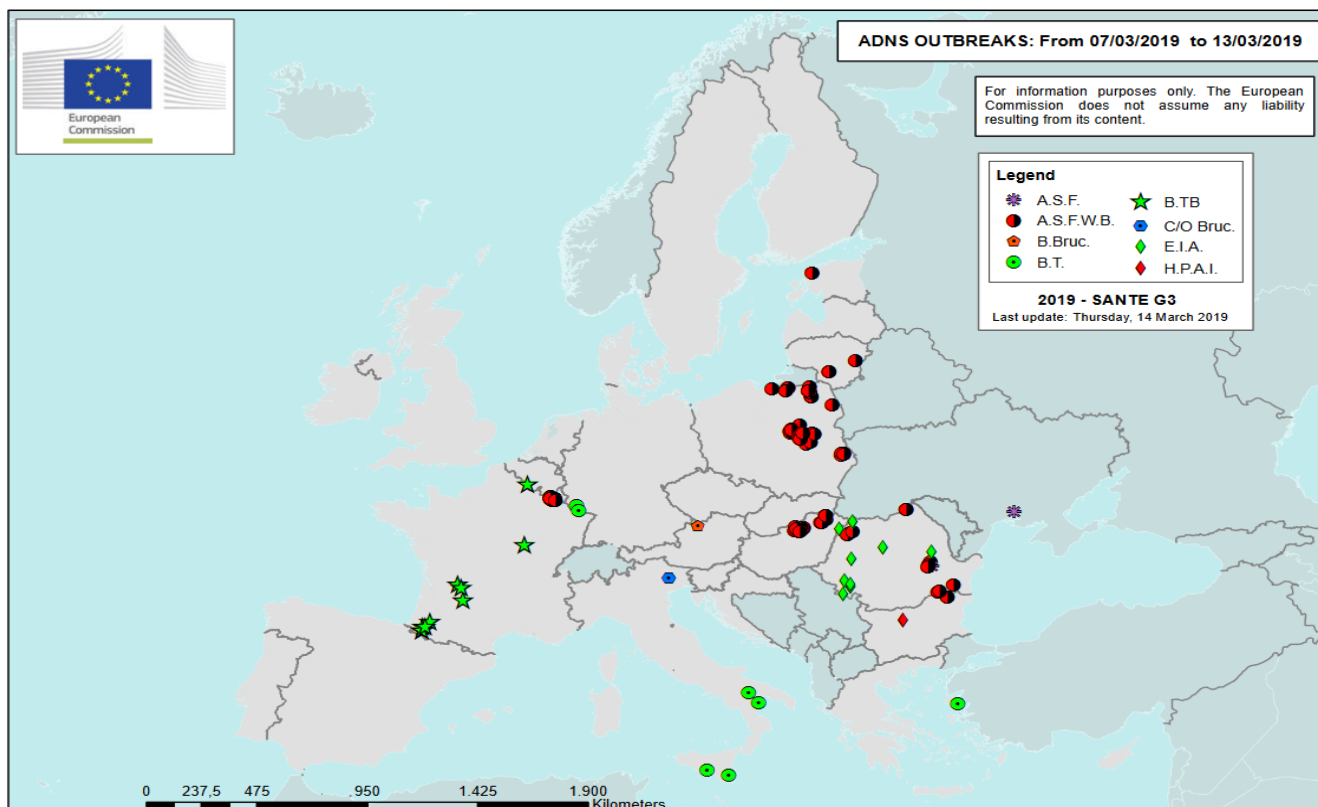 European
Commission
ADNS OUTBREAKS: From 07/03/2019 to 13/03/2019
For information purposes only. The European
Commission does not assume any liability
resulting from its content.
Legend
A.S.F.
A.S.F.W.B.
B.Bruc.
B.T.
B.TB
C/O Bruc.
E.I.A.
H.P.A.I.
2019 - SANTE G3
Last update: Thursday, 14 March 2019
0 237,5 475 950 1.425 1.900
Kilometers